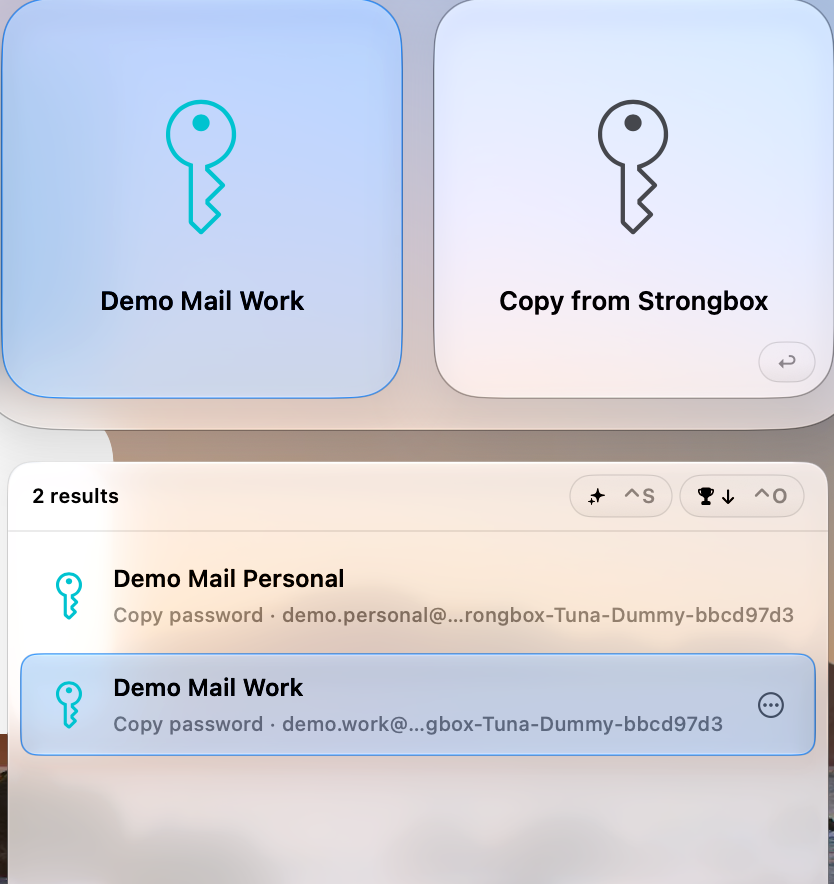 Demo Mail Work
Copy from Strongbox
2 results
^S
^O
Demo Mail Personal
Copy password · demo.personal@...rongbox-Tuna-Dummy-bbcd97d3
Demo Mail Work
Copy password · demo.work@...gbox-Tuna-Dummy-bbcd97d3